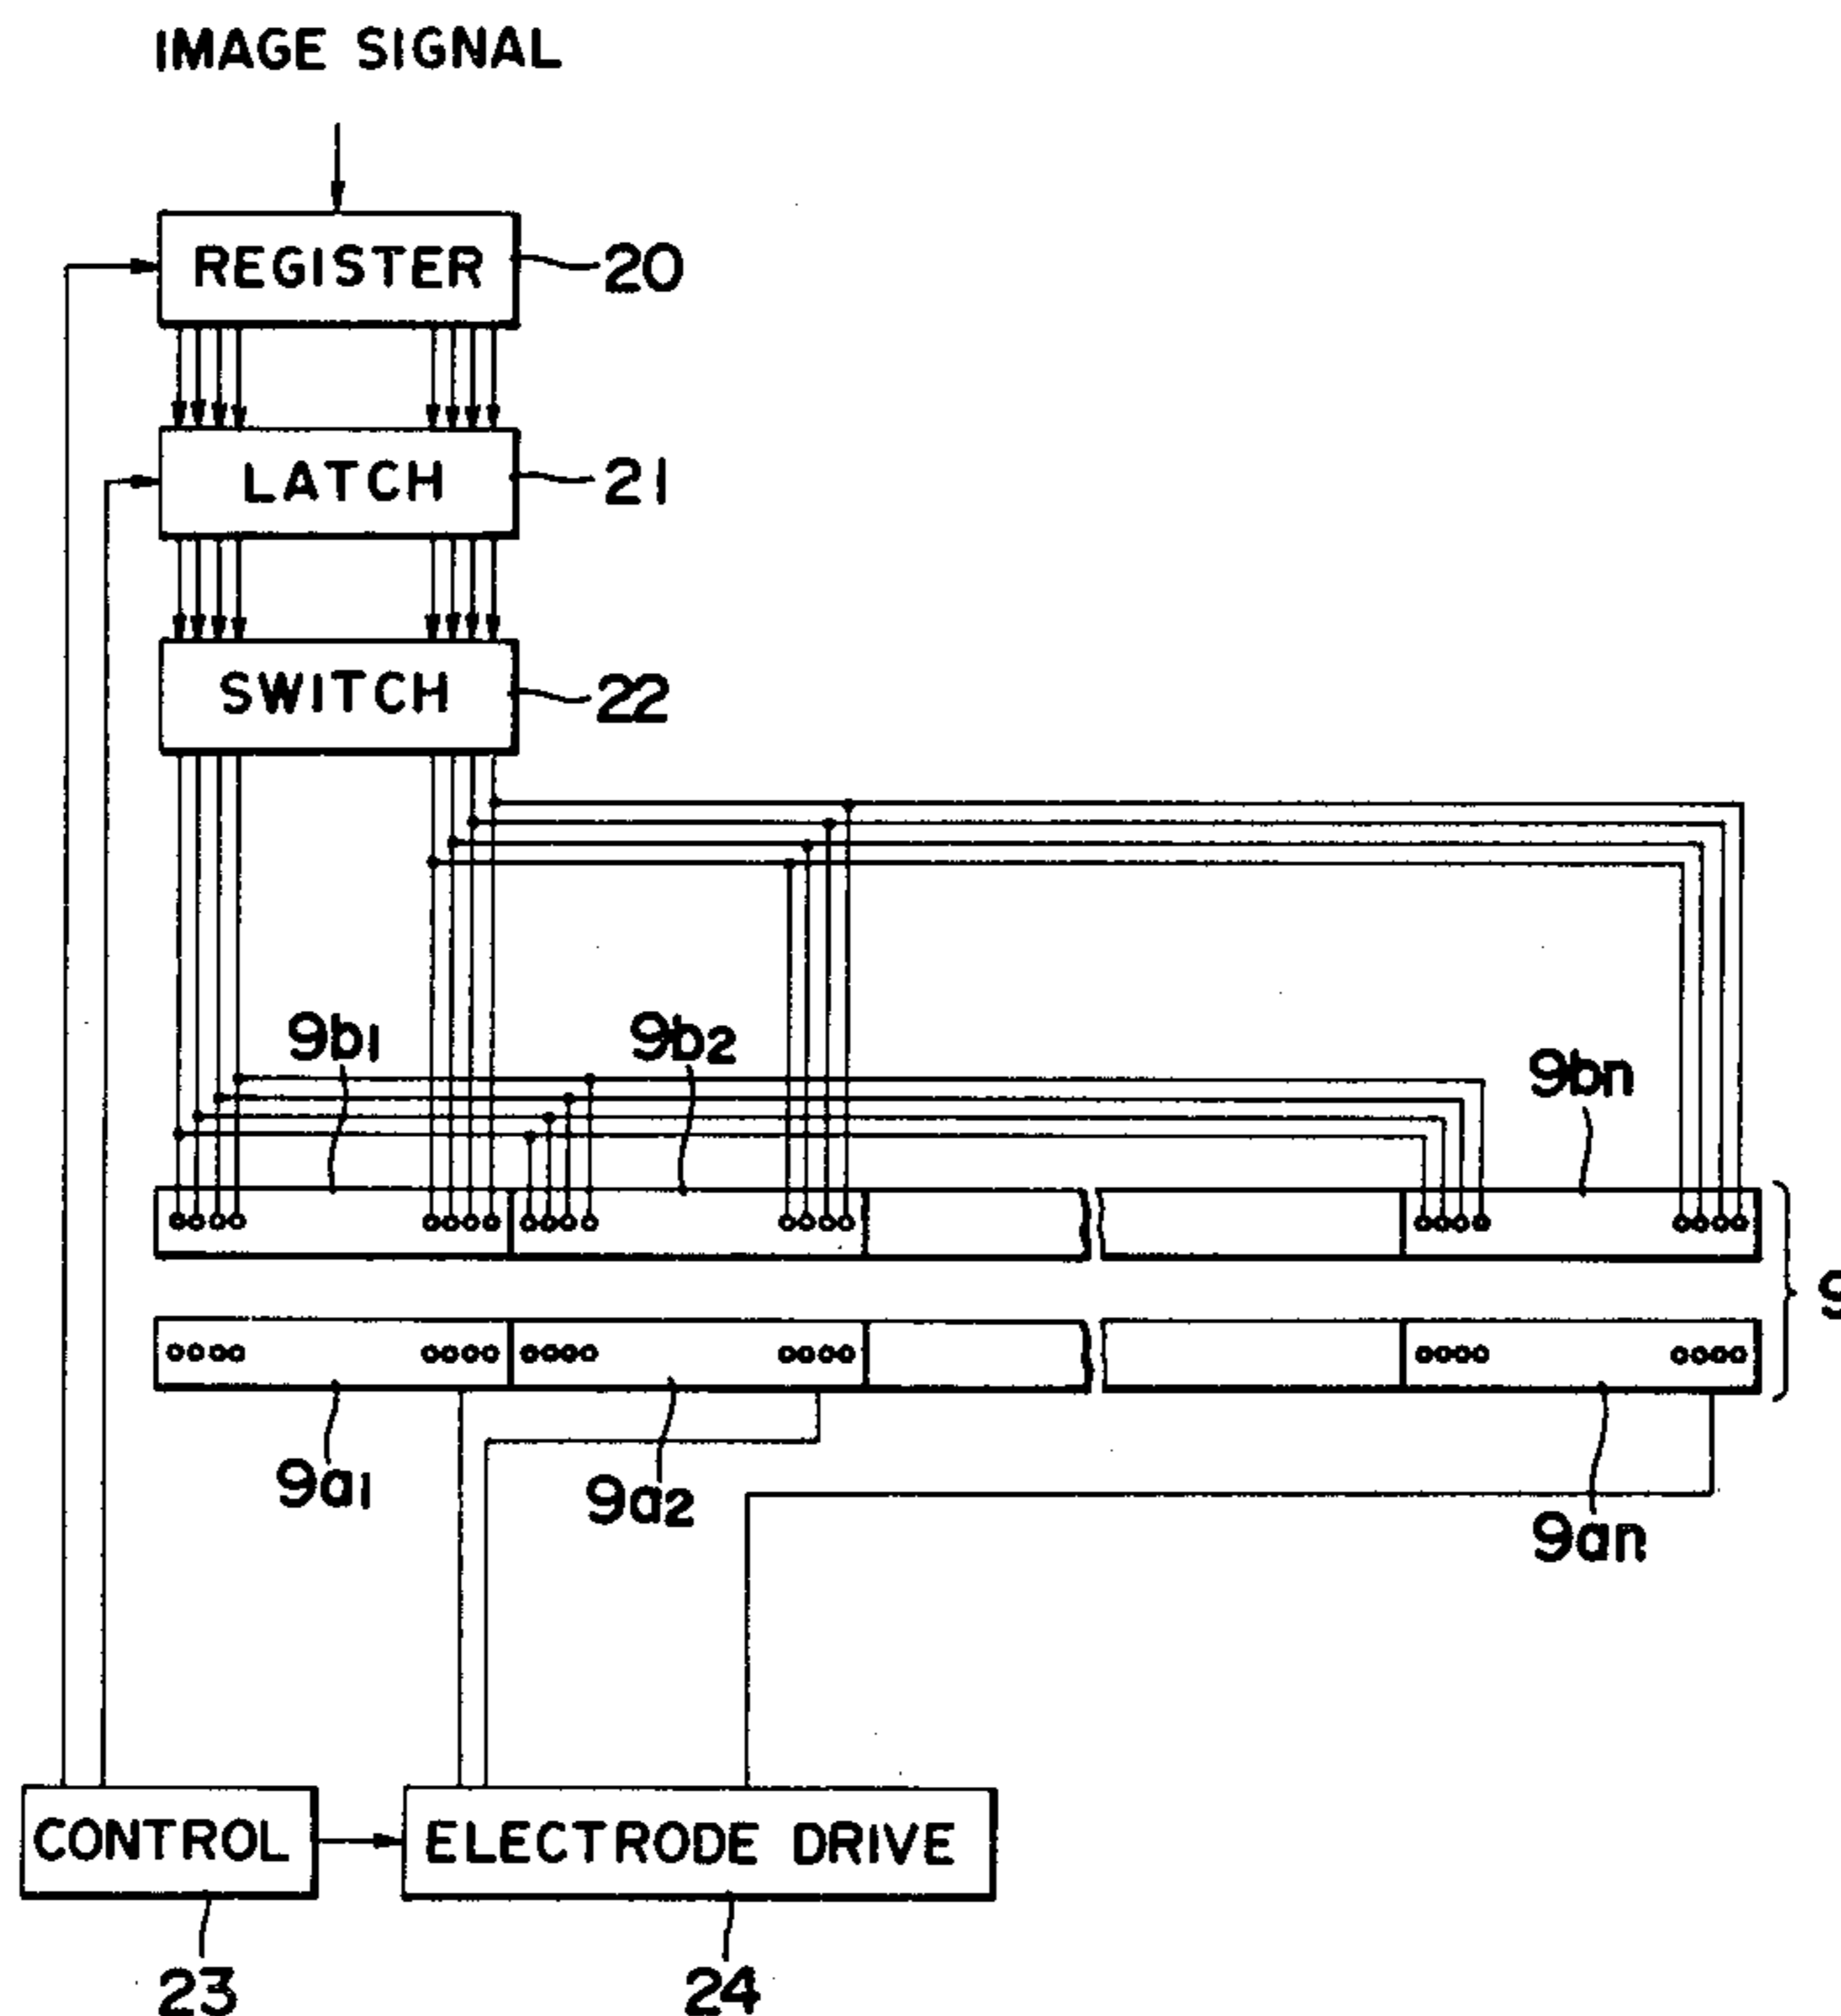 IMAGE SIGNAL
REGISTER
20
LATCH
21
SWITCH
22
9b1
9b2
9bn
9
9a1
9a2
9an
CONTROL
ELECTRODE DRIVE
23
24